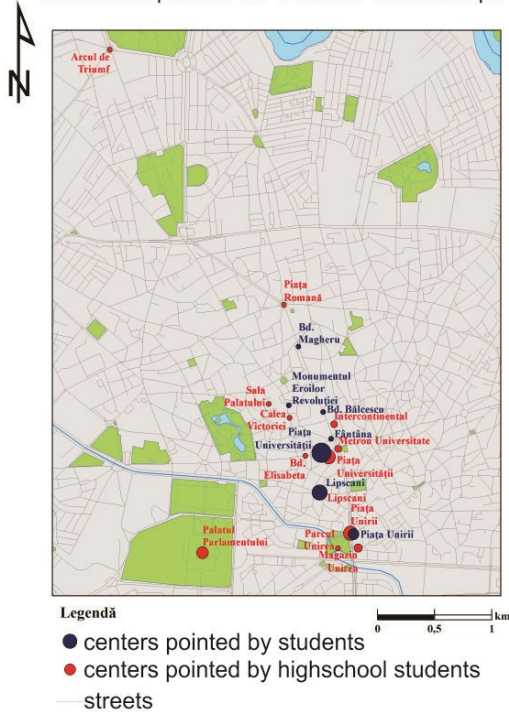 N
Arcul de
Triumf
Piața
Romană
Bd.
Magheru
Monumentul
Eroilor
Revoluției
Sala
Palatului
Calea
Victoriei
Bd. Bălcescu
Intercontinental
Piața
Universității
Fântâna
Metrou Universitate
Bd.
Elisabeta
Piața
Universității
Lipscani
Lipscani
Piața
Unirii
Piața Unirii
Parcul
Unirea
Magazin
Unirea
Palatul
Parlamentului
Legendă
centers pointed by students
centers pointed by highschool students
streets
0 0,5 1 km